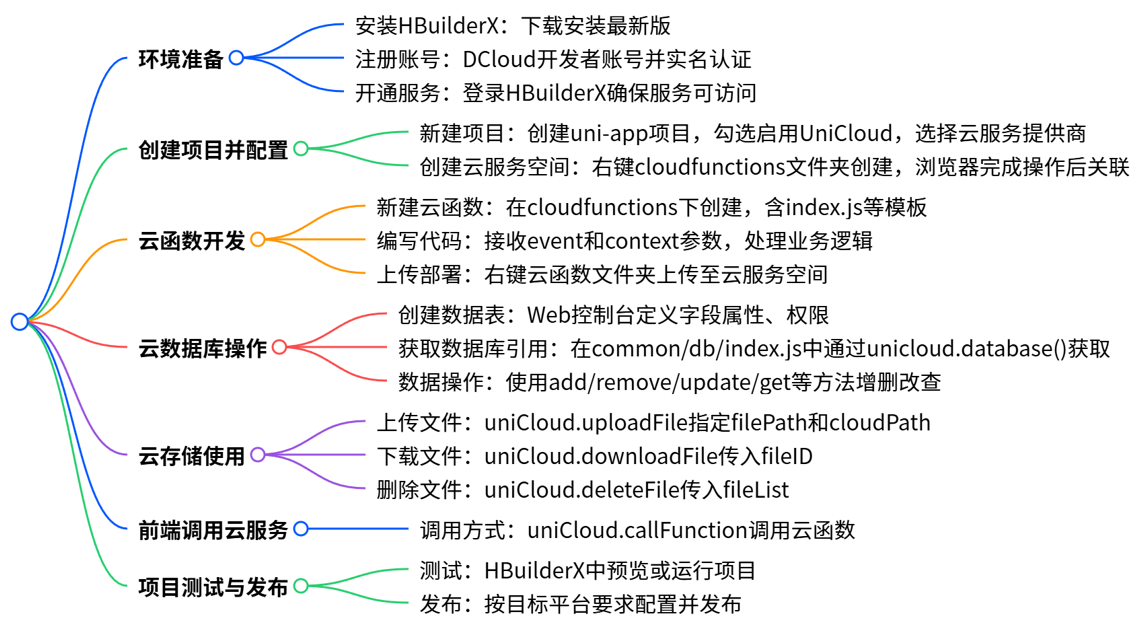 环境准备
安装HBuilderX：下载安装最新版
注册账号：DCloud开发者账号并实名认证
开通服务：登录HBuilderX确保服务可访问
创建项目并配置
新建项目：创建uni-app项目，勾选启用UniCloud，选择云服务提供商
创建云服务空间：右键cloudfunctions文件夹创建，浏览器完成操作后关联
云函数开发
新建云函数：在cloudfunctions下创建，含index.js等模板
编写代码：接收event和context参数，处理业务逻辑
上传部署：右键云函数文件夹上传至云服务空间
云数据库操作
创建数据表：Web控制台定义字段属性、权限
获取数据库引用：在common/db/index.js中通过unicloud.database()获取
数据操作：使用add/remove/update/get等方法增删改查
云存储使用
上传文件：uniCloud.uploadFile指定filePath和cloudPath
下载文件：uniCloud.downloadFile传入fileID
删除文件：uniCloud.deleteFile传入fileList
前端调用云服务
调用方式：uniCloud.callFunction调用云函数
项目测试与发布
测试：HBuilderX中预览或运行项目
发布：按目标平台要求配置并发布